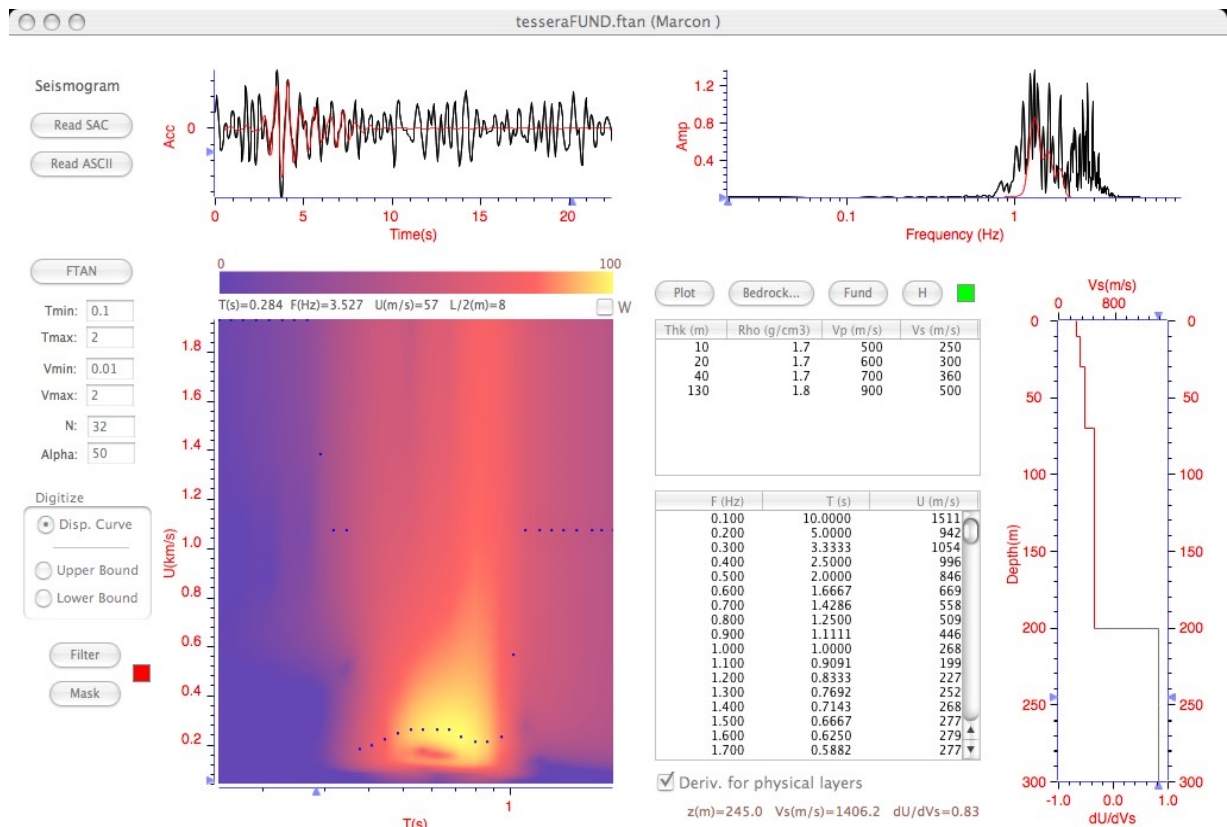 tesseraFUND.ftan (Marcon )
Seismogram
Read SAC
Read ASCII
Acc
0
0 5 10 15 20
Time(s)
Amp
1.2
0.8
0.4
0.1 1
Frequency (Hz)
FTAN
Tmin: 0.1
Tmax: 2
Vmin: 0.01
Vmax: 2
N: 32
Alpha: 50
Digitize
Disp. Curve
Upper Bound
Lower Bound
Filter
Mask
0 100
T(s)=0.284 F(Hz)=3.527 U(m/s)=57 L/2(m)=8
W
U(km/s)
1.8
1.6
1.4
1.2
1.0
0.8
0.6
0.4
0.2
1
T(s)
Plot Bedrock... Fund H
Thk (m) Rho (g/cm3) Vp (m/s) Vs (m/s)
10 1.7 500 250
20 1.7 600 300
40 1.7 700 360
130 1.8 900 500
F (Hz) T (s) U (m/s)
0.100 10.0000 1511
0.200 5.0000 942
0.300 3.3333 1054
0.400 2.5000 996
0.500 2.0000 846
0.600 1.6667 669
0.700 1.4286 558
0.800 1.2500 509
0.900 1.1111 446
1.000 1.0000 268
1.100 0.9091 199
1.200 0.8333 227
1.300 0.7692 252
1.400 0.7143 268
1.500 0.6667 277
1.600 0.6250 279
1.700 0.5882 277
Deriv. for physical layers
z(m)=245.0 Vs(m/s)=1406.2 dU/dVs=0.83
Vs(m/s)
0 800
Depth(m)
0 0
50 50
100 100
150 150
200 200
250 250
300 300
-1.0 0.0 1.0
dU/dVs